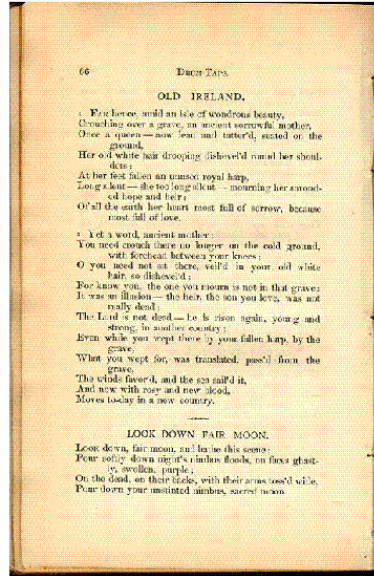 66 DRUM-TAPS.
OLD IRELAND.
1 FAR hence, amid an isle of wondrous beauty,
Crouching over a grave, an ancient sorrowful mother,
Once a queen — now lean and tatter'd, seated on the
ground,
Her old white hair drooping dishevel'd round her shoul-
ders;
At her feet fallen an unused royal harp,
Long silent — she too long silent — mourning her shroud-
ed hope and heir;
Of all the earth her heart most full of sorrow, because
most full of love.
2 Yet a word, ancient mother;
You need crouch there no longer on the cold ground,
with forehead between your knees;
O you need not sit there, veil'd in your old white
hair, so dishevel'd;
For know you, the one you mourn is not in that grave;
It was an illusion — the heir, the son you love, was not
really dead;
The Lord is not dead — he is risen again, young and
strong, in another country;
Even while you wept there by your fallen harp, by the
grave,
What you wept for, was translated, pass'd from the
grave,
The winds favor'd, and the sea sail'd it,
And now with rosy and new blood,
Moves to-day in a new country.
LOOK DOWN FAIR MOON.
LOOK down, fair moon, and bathe this scene;
Pour softly down night's nimbus floods, on faces ghast-
ly, swollen, purple;
On the dead, on their backs, with their arms toss'd wide,
Pour down your unstinted nimbus, sacred moon.